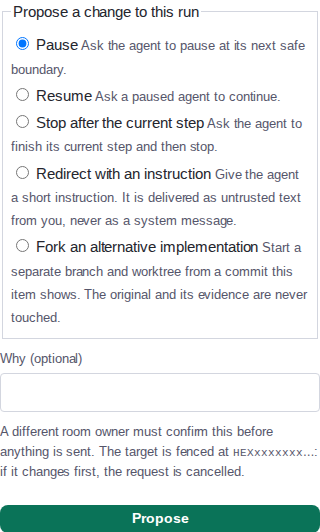 Propose a change to this run
Pause Ask the agent to pause at its next safe
boundary.
Resume Ask a paused agent to continue.
Stop after the current step Ask the agent to
finish its current step and then stop.
Redirect with an instruction Give the agent
a short instruction. It is delivered as untrusted text
from you, never as a system message.
Fork an alternative implementation Start a
separate branch and worktree from a commit this
item shows. The original and its evidence are never
touched.
Why (optional)
A different room owner must confirm this before
anything is sent. The target is fenced at HEXxxxxxxx…:
if it changes first, the request is cancelled.
Propose